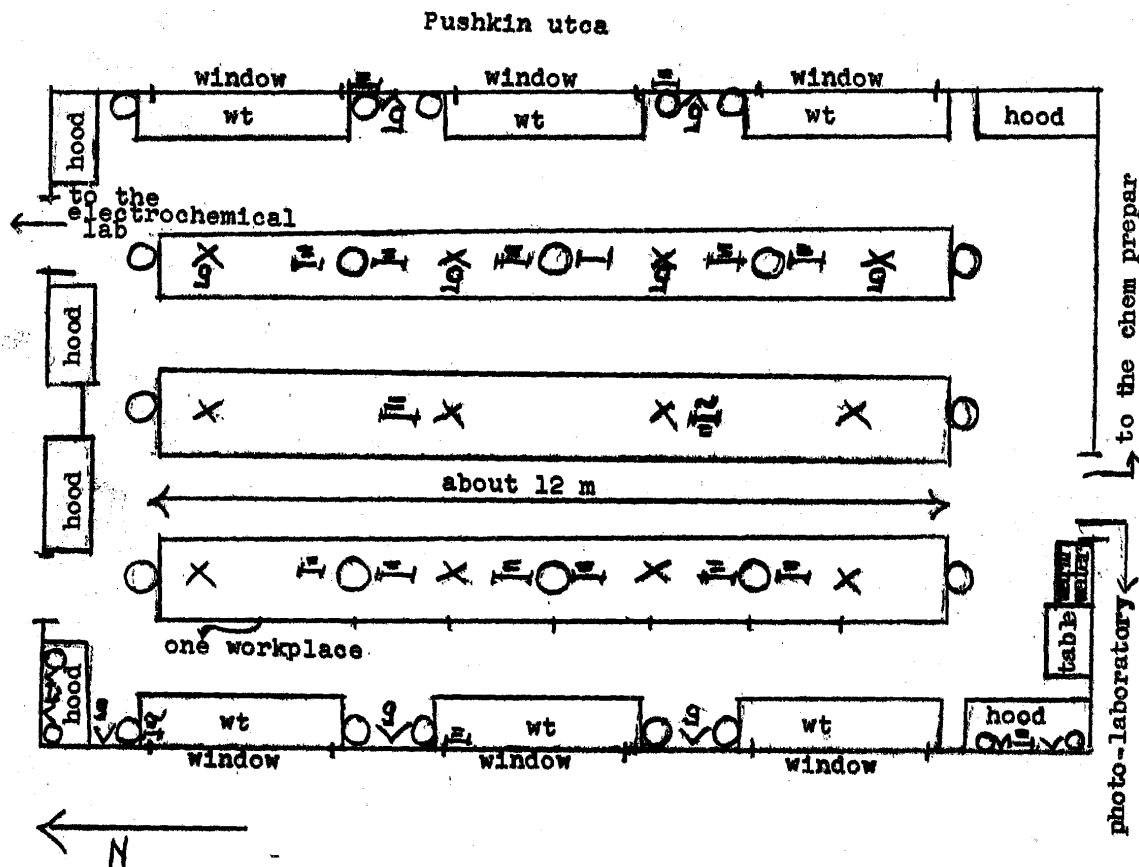 Pushkin utca
window
window
window
hood
wt
wt
wt
hood
to the
electrochemical
lab
hood
to the chem prepar
about 12 m
hood
one workplace
table
photo-laboratory
hood
wt
wt
wt
hood
window
window
window
N